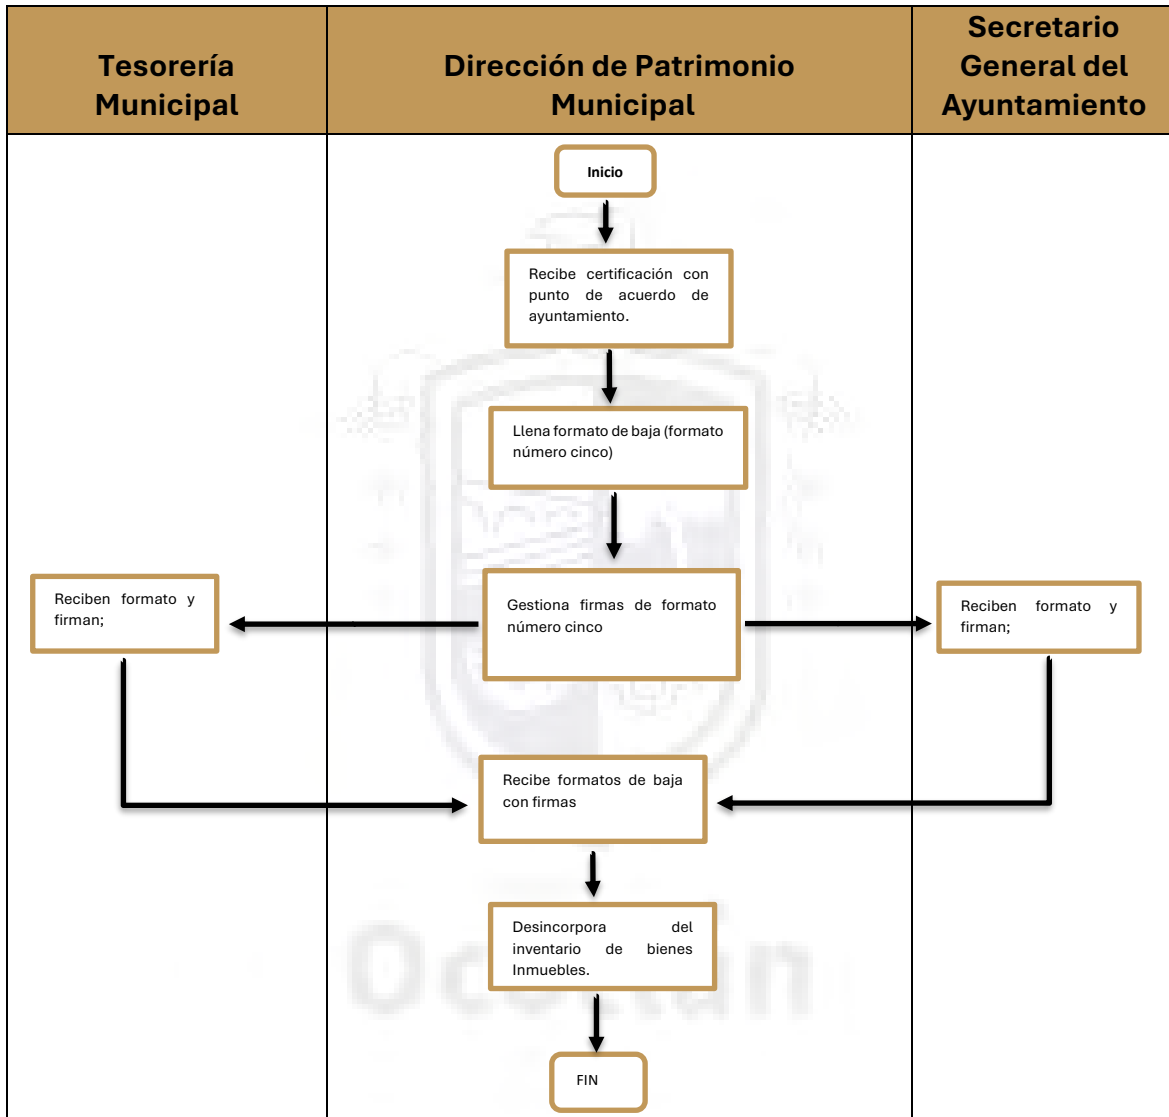 Tesorería
Municipal
Dirección de Patrimonio
Municipal
Secretario
General del
Ayuntamiento
Inicio
Recibe certificación con
punto de acuerdo de
ayuntamiento.
Llena formato de baja (formato
número cinco)
Reciben formato y
firman;
Gestiona firmas de formato
número cinco
Reciben formato y
firman;
Recibe formatos de baja
con firmas
Desincorpora del
inventario de bienes
Inmuebles.
Ocotlán
FIN